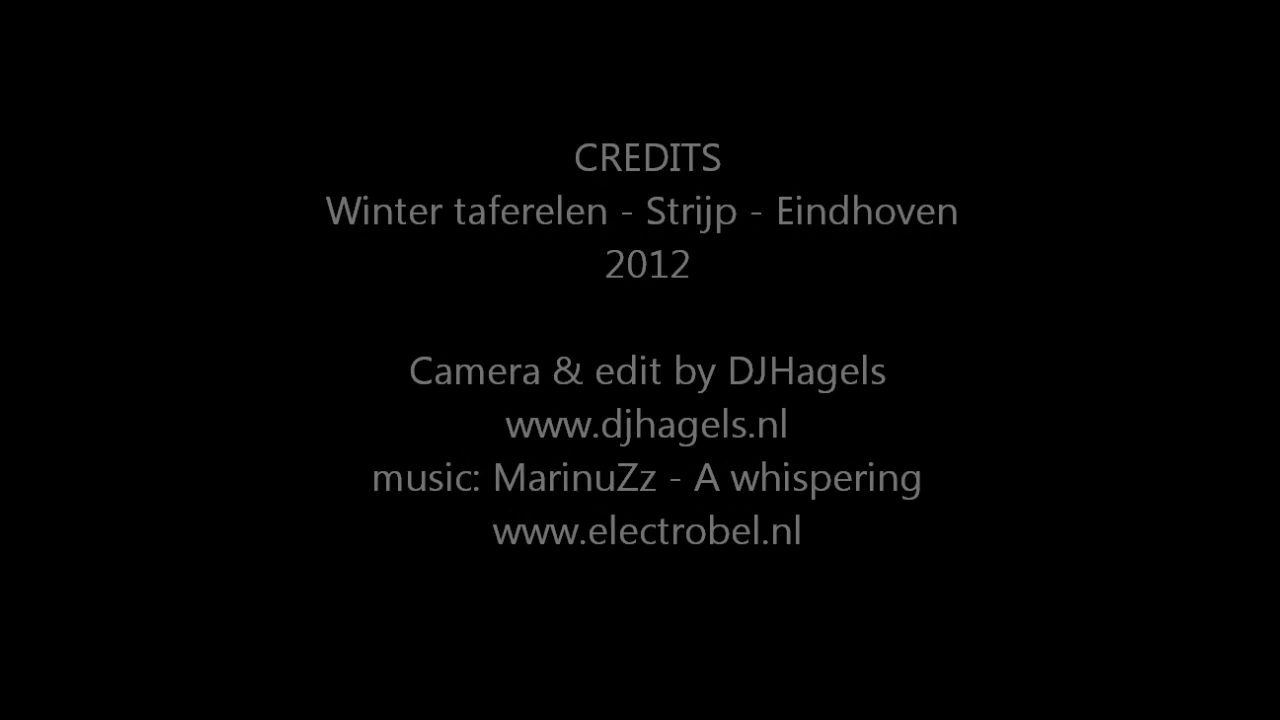 CREDITS
Winter taferelen - Strijp - Eindhoven
2012
Camera & edit by DJHagels
www.djhagels.nl
music: MarinuZz - A whispering
www.electrobel.nl